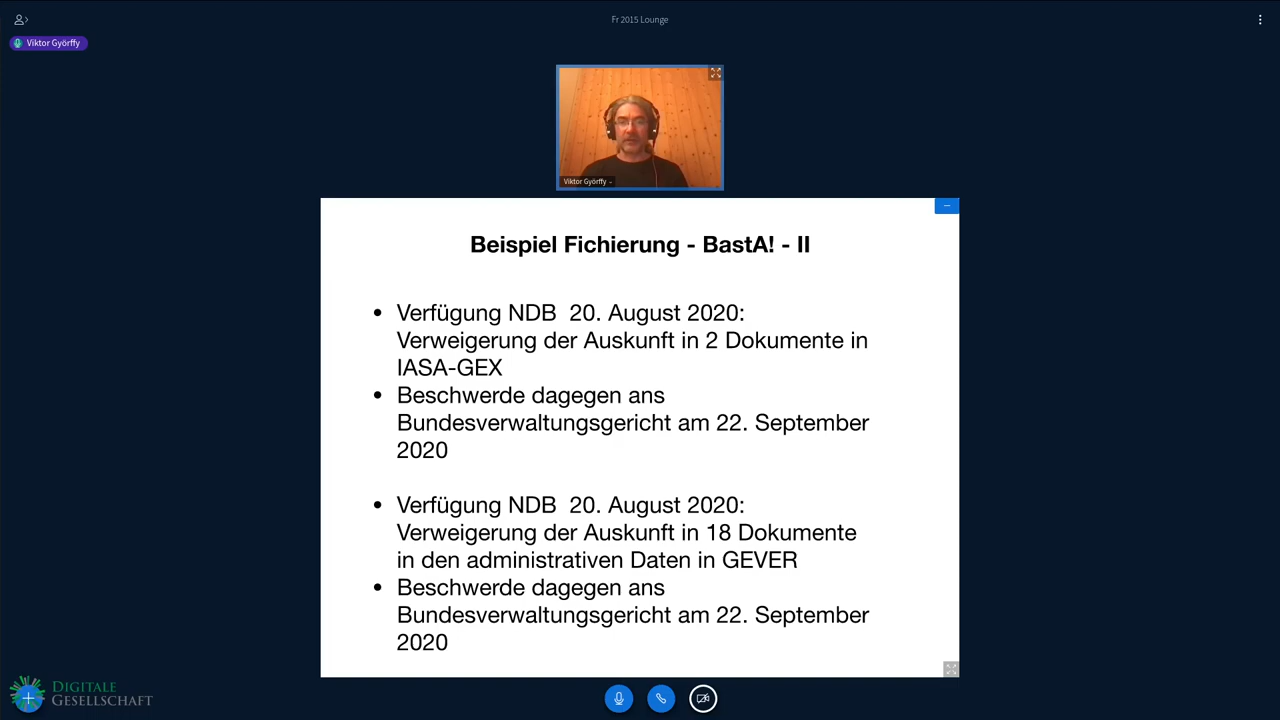 Fr 2015 Lounge
Viktor Györffy
Viktor Györffy
Beispiel Fichierung - BastA! - II
• Verfügung NDB 20. August 2020:
Verweigerung der Auskunft in 2 Dokumente in
IASA-GEX
• Beschwerde dagegen ans
Bundesverwaltungsgericht am 22. September
2020
• Verfügung NDB 20. August 2020:
Verweigerung der Auskunft in 18 Dokumente
in den administrativen Daten in GEVER
• Beschwerde dagegen ans
Bundesverwaltungsgericht am 22. September
2020
DIGITALE
GESELLSCHAFT